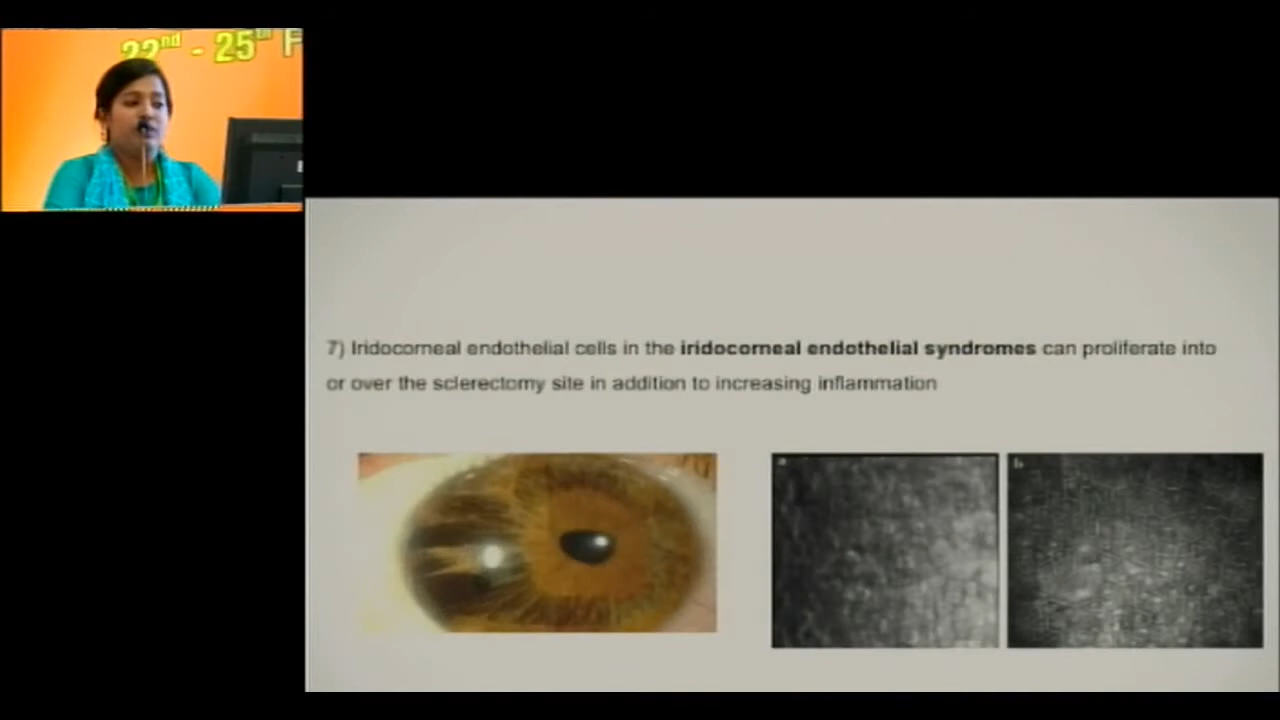 22nd - 25th F
7) Iridocorneal endothelial cells in the iridocorneal endothelial syndromes can proliferate into
or over the sclerectomy site in addition to increasing inflammation
a
b